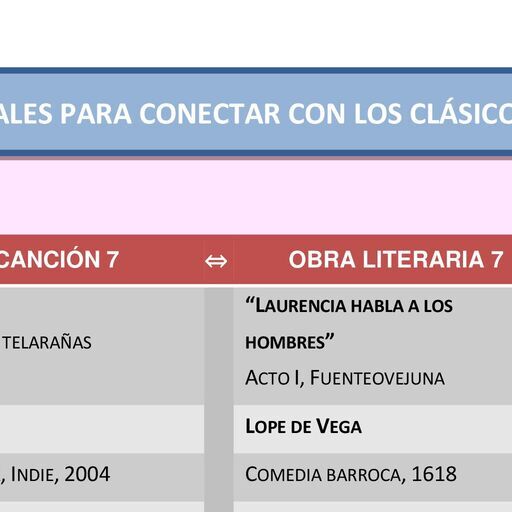 ALES PARA CONECTAR CON LOS CLÁSICO
CANCIÓN 7 ⇔ OBRA LITERARIA 7
“LAURENCIA HABLA A LOS
TELARAÑAS HOMBRES”
ACTO I, FUENTEOVEJUNA
LOPE DE VEGA
, INDIE, 2004 COMEDIA BARROCA, 1618